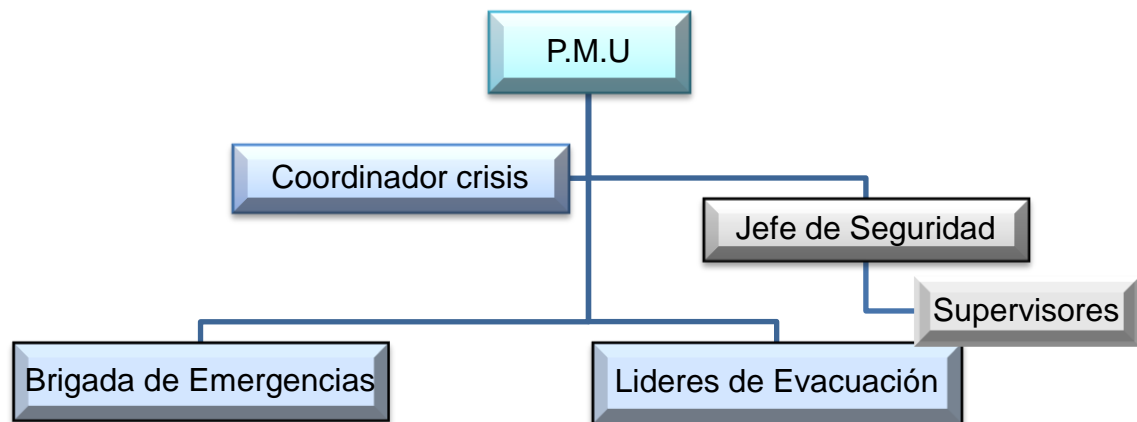 P.M.U
Coordinador crisis
Jefe de Seguridad
Supervisores
Brigada de Emergencias
Lideres de Evacuación